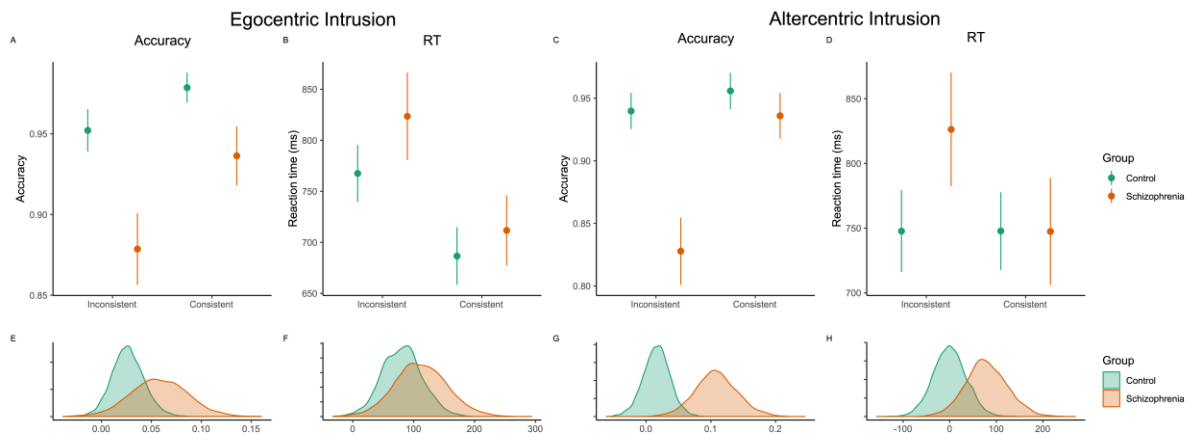 Egocentric Intrusion
Altercentric Intrusion
A
Accuracy
B
RT
C
Accuracy
D
RT
Accuracy
0.95
0.90
0.85
Inconsistent
Consistent
Reaction time (ms)
850
800
750
700
650
Inconsistent
Consistent
Accuracy
0.95
0.90
0.85
0.80
Inconsistent
Consistent
Reaction time (ms)
850
800
750
700
Inconsistent
Consistent
Group
Control
Schizophrenia
E
0.00 0.05 0.10 0.15
F
0 100 200 300
G
0.0 0.1 0.2
H
-100 0 100 200
Group
Control
Schizophrenia